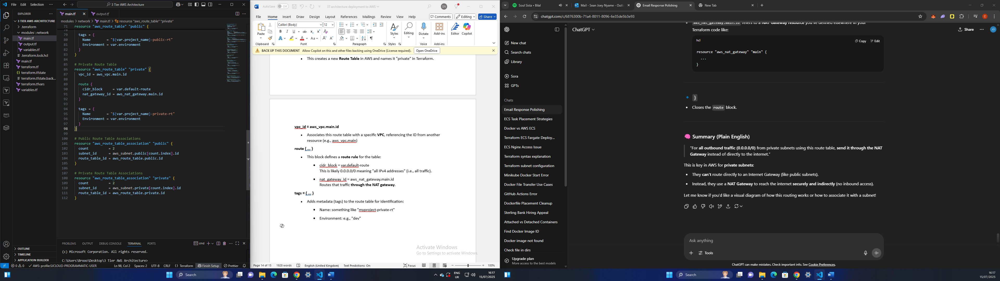 File Edit Selection ··· 3 Tier AWS Architecture
EXPLORER
3 TIER AWS ARCHITECTURE
.terraform
modules\network
main.tf
output.tf
variables.tf
.terraform.lock.hcl
main.tf
terraform.tf
terraform.tfstate
terraform.tfstate.back...
terraform.tfvars
variables.tf
OUTLINE
TIMELINE
APPLICATION BUILDER
main.tf output.tf
modules > network > main.tf > resource "aws_route_table" "private"
71 resource "aws_route_table" "public" {
78
79 tags = {
80 Name = "${var.project_name}-public-rt"
81 Environment = var.environment
82 }
83 }
84
85 # Private Route Table
86 resource "aws_route_table" "private" {
87 vpc_id = aws_vpc.main.id
88
89 route {
90 cidr_block = var.default-route
91 nat_gateway_id = aws_nat_gateway.main.id
92 }
93
94 tags = {
95 Name = "${var.project_name}-private-rt"
96 Environment = var.environment
97 }
98 }
99
100 # Public Route Table Associations
101 resource "aws_route_table_association" "public" {
102 count = 2
103 subnet_id = aws_subnet.public[count.index].id
104 route_table_id = aws_route_table.public.id
105 }
106
107 # Private Route Table Associations
108 resource "aws_route_table_association" "private" {
109 count = 2
110 subnet_id = aws_subnet.private[count.index].id
111 route_table_id = aws_route_table.private.id
112 }
PROBLEMS OUTPUT DEBUG CONSOLE TERMINAL PORTS cmd
(c) Microsoft Corporation. All rights reserved.
C:\Users\Brooo\Desktop\3 Tier AWS Architecture>
0 0 AWS: profile:SJCLOUD-PROGRAMMATIC-USER Ln 98, Col 2 Spaces: 2 UTF-8 CRLF {} Terraform Finish Setup Prettier
AutoSave Off 3T architecture deployment to AWS SN
File Home Insert Draw Design Layout References Mailings Review View Help Comments Editing Share
Paste Calibri (Body) 12 Styles Editing Dictate Add-ins Editor Copilot
Clipboard Font Paragraph Styles Voice Add-ins
BACK UP THIS DOCUMENT Allow Copilot on this and other files backing using OneDrive (License required). Open OneDrive
• This creates a new Route Table in AWS and names it "private" in Terraform.
vpc_id = aws_vpc.main.id
• Associates this route table with a specific VPC, referencing the ID from another
resource (e.g., aws_vpc.main)
route { ... }
• This block defines a route rule for the table:
• cidr_block = var.default-route
This is likely 0.0.0.0/0 meaning "all IPv4 addresses" (i.e., all traffic).
• nat_gateway_id = aws_nat_gateway.main.id
Routes that traffic through the NAT gateway.
tags = { ... }
• Adds metadata (tags) to the route table for identification:
• Name: something like "myproject-private-rt"
• Environment: e.g., "dev"
Activate Windows
Go to Settings to activate Windows.
Page 14 of 15 1928 words English (United Kingdom) Text Predictions: On Focus 100%
Search ENG UK 16:17 15/07/2025
Soul Sista • Bilal Mail - Sean Joey Nyame - Outl Email Response Polishing New Tab
chatgpt.com/c/6876300b-71a4-8011-8096-6e35de5b3e93
ChatGPT Share JO
New chat
Search chats
Library
Sora
GPTs
Chats
Email Response Polishing
ECS Task Placement Strategies
Docker vs AWS ECS
Terraform ECS Fargate Deploy...
ECS Nginx Access Issue
Terraform syntax explanation
Terraform subnet configuration
Minikube Docker Start Error
Docker File Transfer Use Cases
GitHub Actions Error
Dockerfile Placement Cleanup
Sterling Bank Hiring Appeal
Attached vs Detached Containers
Find Docker Image ID
Docker image not found
Check file in dirs
Upgrade plan
More access to the best models
aws_nat_gateway.main.id refers to a NAT Gateway resource you've defined elsewhere in your
Terraform code like:
hcl Copy Edit
resource "aws_nat_gateway" "main" {
...
}
}
• Closes the route block.
Summary (Plain English)
"For all outbound traffic (0.0.0.0/0) from private subnets using this route table, send it through the NAT
Gateway instead of directly to the internet."
This is key in AWS for private subnets:
• They can't route directly to an Internet Gateway (like public subnets).
• Instead, they use a NAT Gateway to reach the internet securely and indirectly (no inbound access).
Let me know if you'd like a visual diagram of how this routing works or how to associate it with a subnet!
Ask anything
Tools
ChatGPT can make mistakes. Check important info. See Cookie Preferences.
Search 16:17 15/07/2025